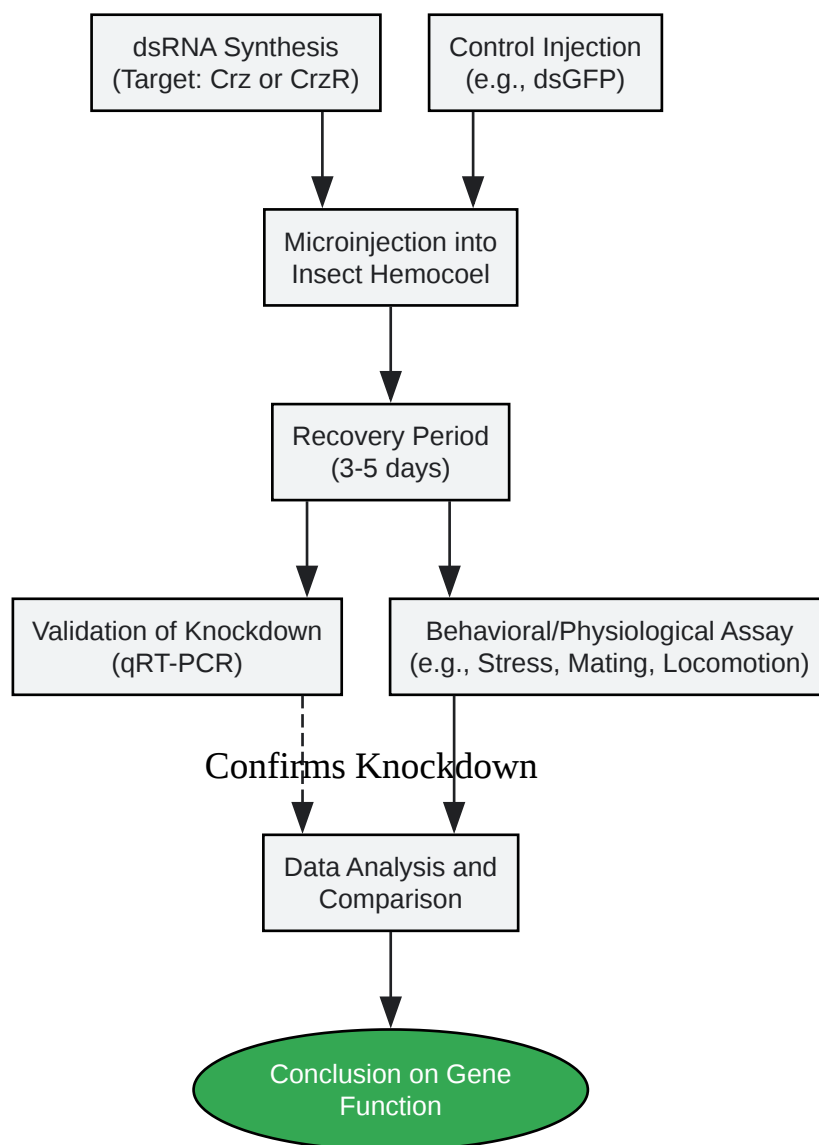 dsRNA Synthesis
(Target: Crz or CrzR)
Control Injection
(e.g., dsGFP)
Microinjection into
Insect Hemocoel
Recovery Period
(3-5 days)
Validation of Knockdown
(qRT-PCR)
Behavioral/Physiological Assay
(e.g., Stress, Mating, Locomotion)
Confirms Knockdown
Data Analysis and
Comparison
Conclusion on Gene
Function